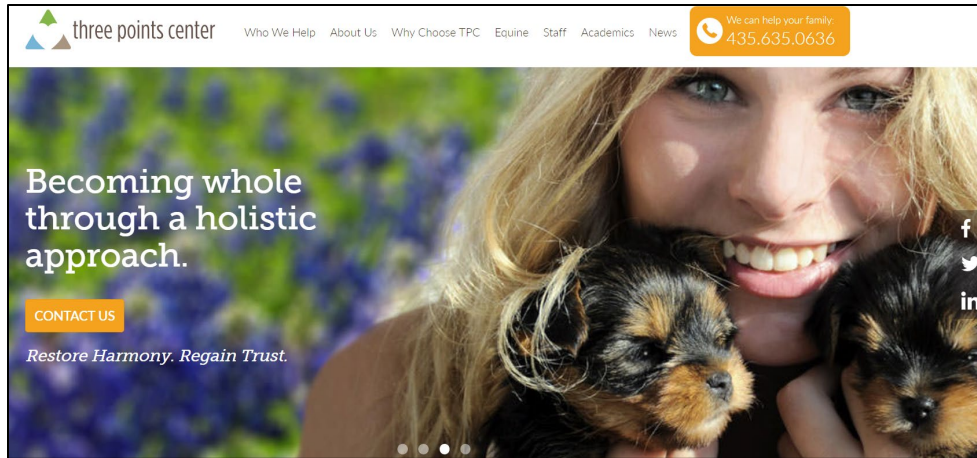 three points center
Who We Help About Us Why Choose TPC Equine Staff Academics News
We can help your family:
435.635.0636
Becoming whole
through a holistic
approach.
CONTACT US
Restore Harmony. Regain Trust.
f
in